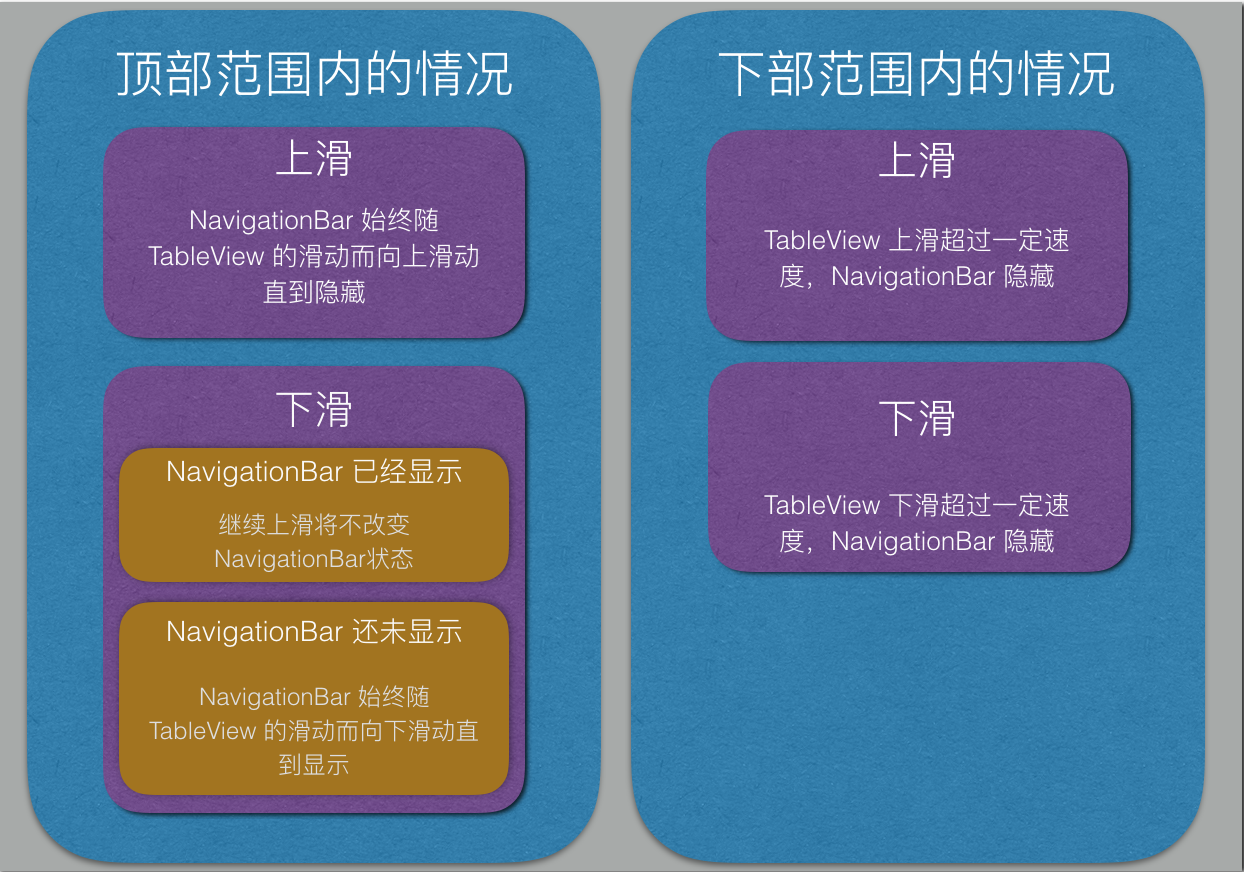 顶部范围内的情况
上滑
NavigationBar 始终随
TableView 的滑动而向上滑动
直到隐藏
下滑
NavigationBar 已经显示
继续上滑将不改变
NavigationBar状态
NavigationBar 还未显示
NavigationBar 始终随
TableView 的滑动而向下滑动直
到显示
下部范围内的情况
上滑
TableView 上滑超过一定速
度，NavigationBar 隐藏
下滑
TableView 下滑超过一定速
度，NavigationBar 隐藏